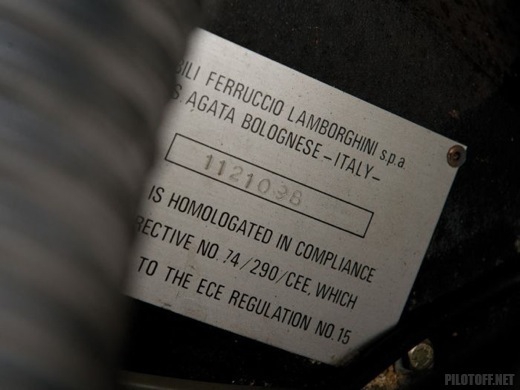 BILI FERRUCCIO LAMBORGHINI s.p.a.
S. AGATA BOLOGNESE – ITALY –
1121038
IS HOMOLOGATED IN COMPLIANCE
RECTIVE NO. 74/290/CEE, WHICH
TO THE ECE REGULATION NO. 15
PILOTOFF.NET